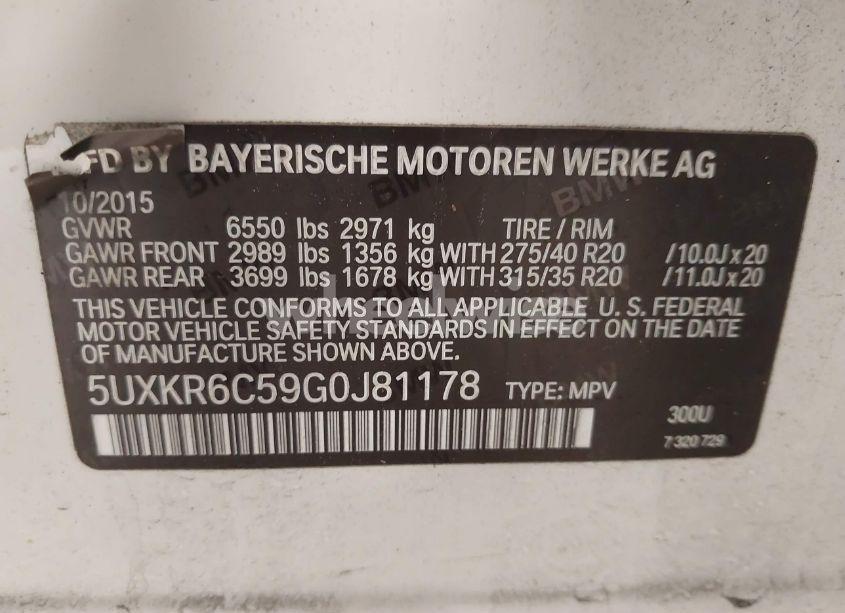 MFD BY BAYERISCHE MOTOREN WERKE AG
10/2015
GVWR 6550 lbs 2971 kg TIRE / RIM
GAWR FRONT 2989 lbs 1356 kg WITH 275/40 R20 /10.0J x 20
GAWR REAR 3699 lbs 1678 kg WITH 315/35 R20 /11.0J x 20
THIS VEHICLE CONFORMS TO ALL APPLICABLE U.S. FEDERAL
MOTOR VEHICLE SAFETY STANDARDS IN EFFECT ON THE DATE
OF MANUFACTURE SHOWN ABOVE.
5UXKR6C59G0J81178 TYPE: MPV
300U
7 320 729